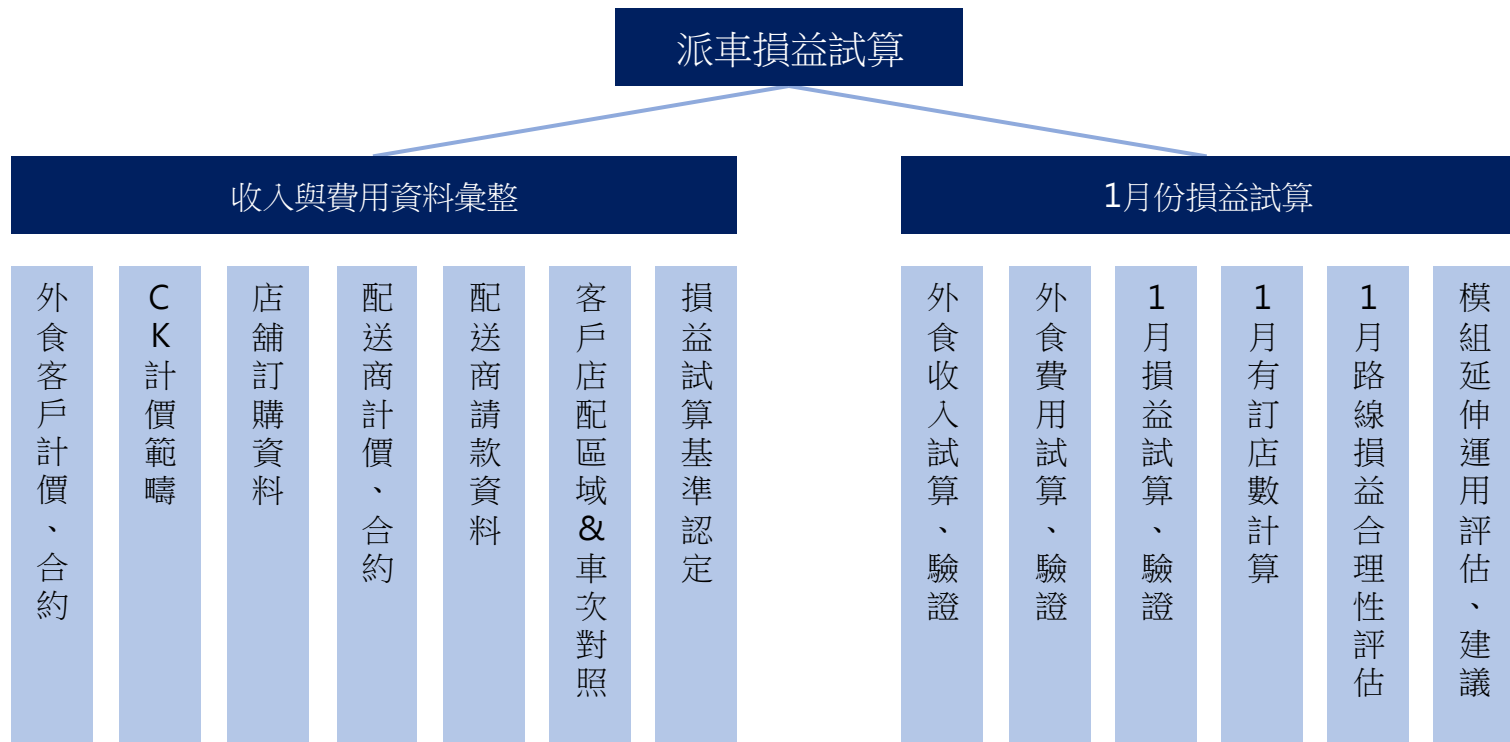 派車損益試算
收入與費用資料彙整
1月份損益試算
外食客戶計價、合約
CK計價範疇
店舖訂購資料
配送商計價、合約
配送商請款資料
客戶店配區域&車次對照
損益試算基準認定
外食收入試算、驗證
外食費用試算、驗證
1月損益試算、驗證
1月有訂店數計算
1月路線損益合理性評估
模組延伸運用評估、建議